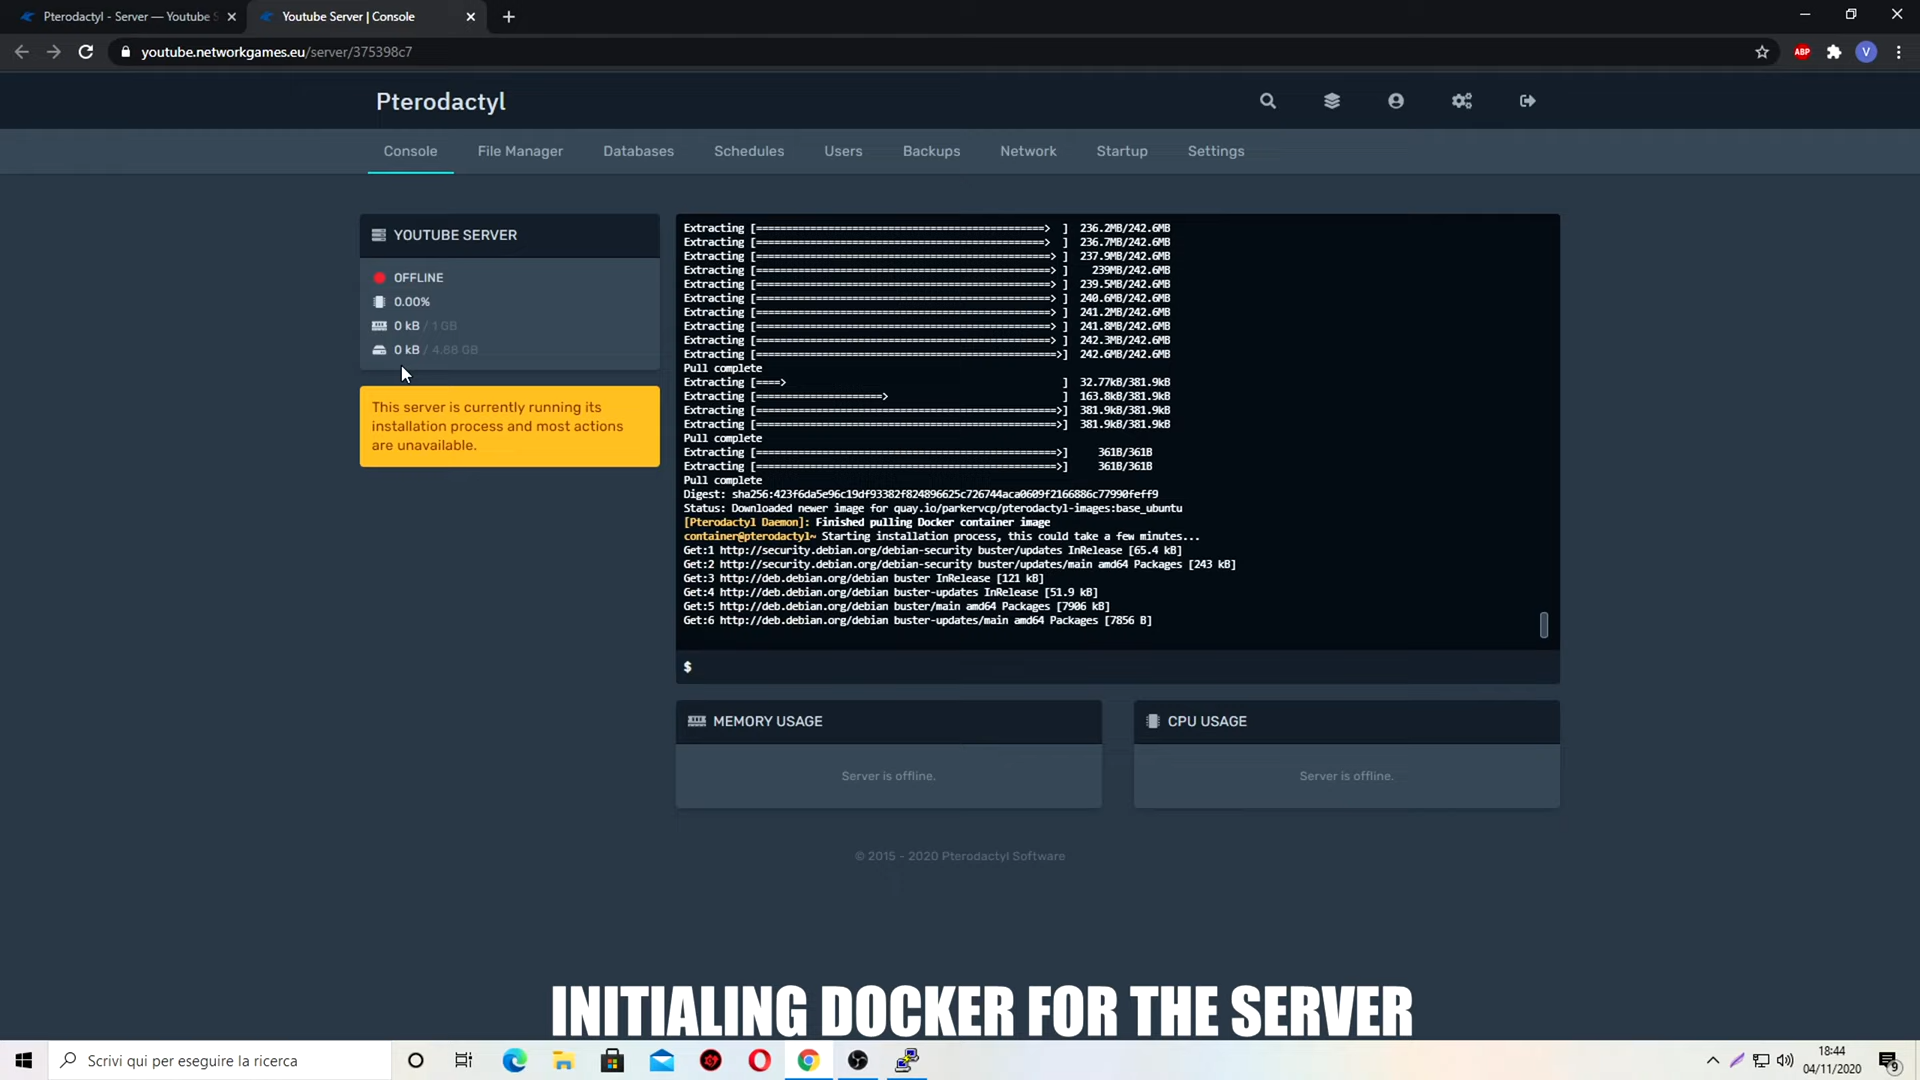 Pterodactyl - Server — Youtube S
Youtube Server | Console
youtube.networkgames.eu/server/375398c7
ABP
V
Pterodactyl
Console
File Manager
Databases
Schedules
Users
Backups
Network
Startup
Settings
YOUTUBE SERVER
OFFLINE
0.00%
0 kB / 1 GB
0 kB / 4.88 GB
This server is currently running its
installation process and most actions
are unavailable.
Extracting [==================================================> ] 236.2MB/242.6MB
Extracting [==================================================> ] 236.7MB/242.6MB
Extracting [==================================================> ] 237.9MB/242.6MB
Extracting [==================================================> ] 239MB/242.6MB
Extracting [==================================================> ] 239.5MB/242.6MB
Extracting [==================================================> ] 240.6MB/242.6MB
Extracting [==================================================> ] 241.2MB/242.6MB
Extracting [==================================================> ] 241.8MB/242.6MB
Extracting [==================================================> ] 242.3MB/242.6MB
Extracting [==================================================>] 242.6MB/242.6MB
Pull complete
Extracting [====> ] 32.77kB/381.9kB
Extracting [=====================> ] 163.8kB/381.9kB
Extracting [==================================================>] 381.9kB/381.9kB
Extracting [==================================================>] 381.9kB/381.9kB
Pull complete
Extracting [==================================================>] 361B/361B
Extracting [==================================================>] 361B/361B
Pull complete
Digest: sha256:423f6da5e96c19df93382f824896625c726744aca0609f2166886c77990feff9
Status: Downloaded newer image for quay.io/parkervcp/pterodactyl-images:base_ubuntu
[Pterodactyl Daemon]: Finished pulling Docker container image
container@pterodactyl~ Starting installation process, this could take a few minutes...
Get:1 http://security.debian.org/debian-security buster/updates InRelease [65.4 kB]
Get:2 http://security.debian.org/debian-security buster/updates/main amd64 Packages [243 kB]
Get:3 http://deb.debian.org/debian buster InRelease [121 kB]
Get:4 http://deb.debian.org/debian buster-updates InRelease [51.9 kB]
Get:5 http://deb.debian.org/debian buster/main amd64 Packages [7906 kB]
Get:6 http://deb.debian.org/debian buster-updates/main amd64 Packages [7856 B]
$
MEMORY USAGE
Server is offline.
CPU USAGE
Server is offline.
© 2015 - 2020 Pterodactyl Software
INITIALING DOCKER FOR THE SERVER
Scrivi qui per eseguire la ricerca
18:44
04/11/2020
9